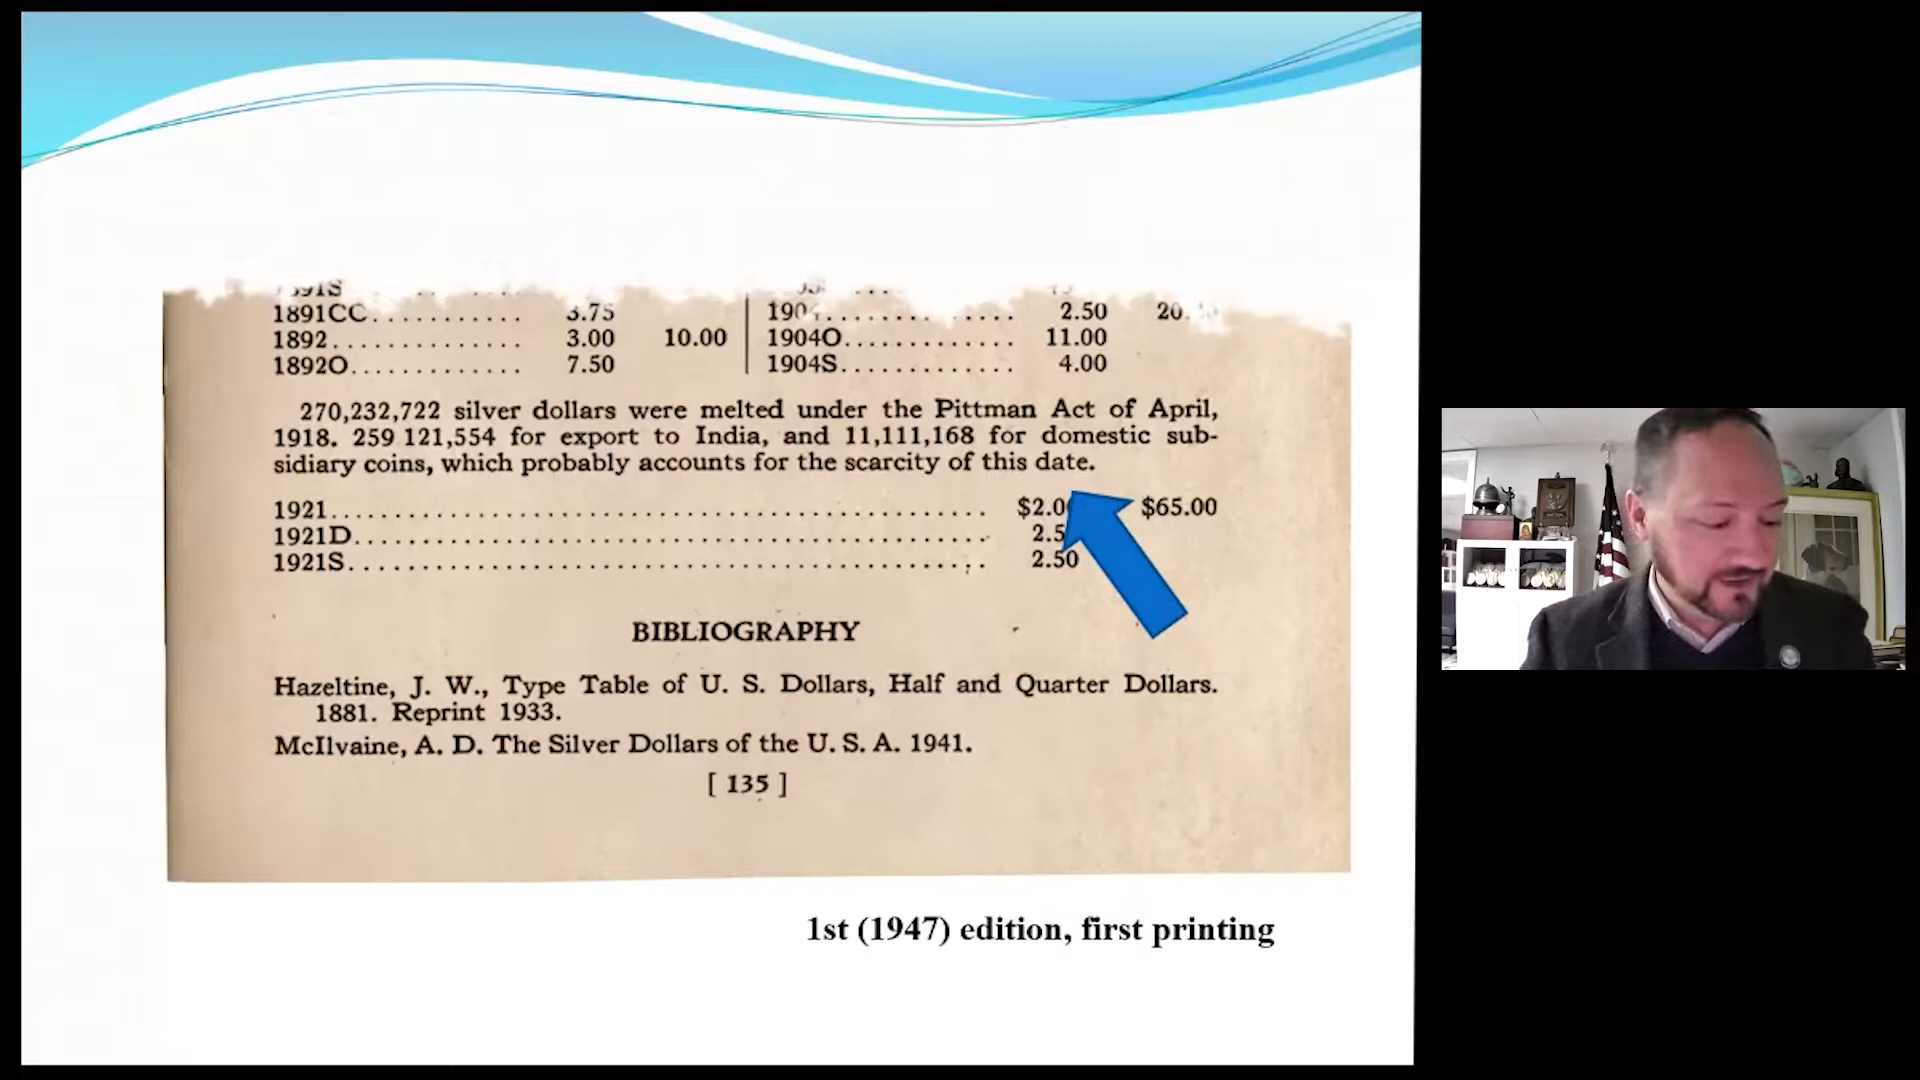 1891CC............ 3.75
1892.............. 3.00 10.00
1892O............. 7.50
2.50
1904O............. 11.00
1904S............. 4.00
270,232,722 silver dollars were melted under the Pittman Act of April,
1918. 259 121,554 for export to India, and 11,111,168 for domestic sub-
sidiary coins, which probably accounts for the scarcity of this date.
1921.................................................. $65.00
1921D..................................................
1921S.................................................. 2.50
BIBLIOGRAPHY
Hazeltine, J. W., Type Table of U. S. Dollars, Half and Quarter Dollars.
1881. Reprint 1933.
McIlvaine, A. D. The Silver Dollars of the U. S. A. 1941.
[ 135 ]
1st (1947) edition, first printing